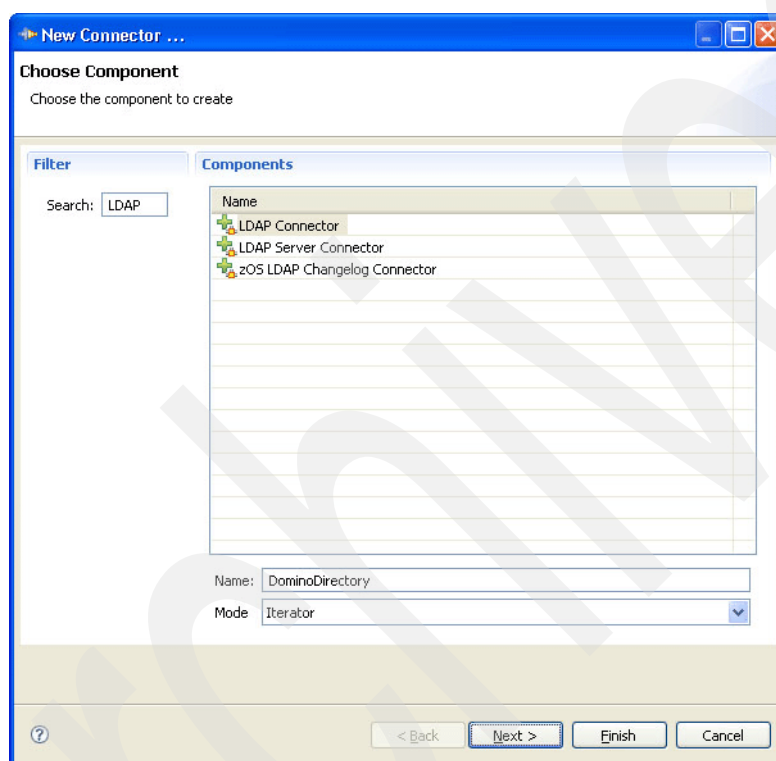 New Connector ...
Choose Component
Choose the component to create
Filter
Components
Search: LDAP
Name
LDAP Connector
LDAP Server Connector
zOS LDAP Changelog Connector
Name: DominoDirectory
Mode Iterator
< Back Next > Finish Cancel